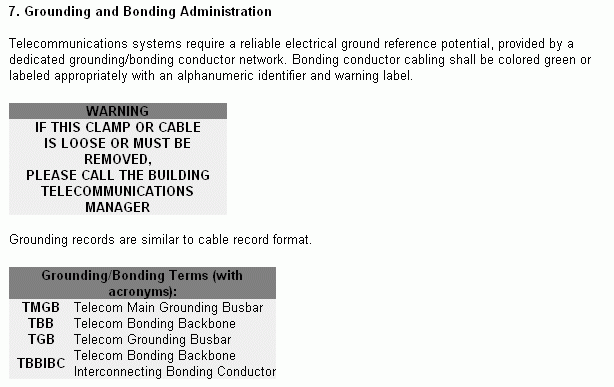 7. Grounding and Bonding Administration
Telecommunications systems require a reliable electrical ground reference potential, provided by a
dedicated grounding/bonding conductor network. Bonding conductor cabling shall be colored green or
labeled appropriately with an alphanumeric identifier and warning label.
WARNING
IF THIS CLAMP OR CABLE
IS LOOSE OR MUST BE
REMOVED,
PLEASE CALL THE BUILDING
TELECOMMUNICATIONS
MANAGER
Grounding records are similar to cable record format.
Grounding/Bonding Terms (with
acronyms):
TMGB Telecom Main Grounding Busbar
TBB Telecom Bonding Backbone
TGB Telecom Grounding Busbar
TBBIBC Telecom Bonding Backbone
Interconnecting Bonding Conductor